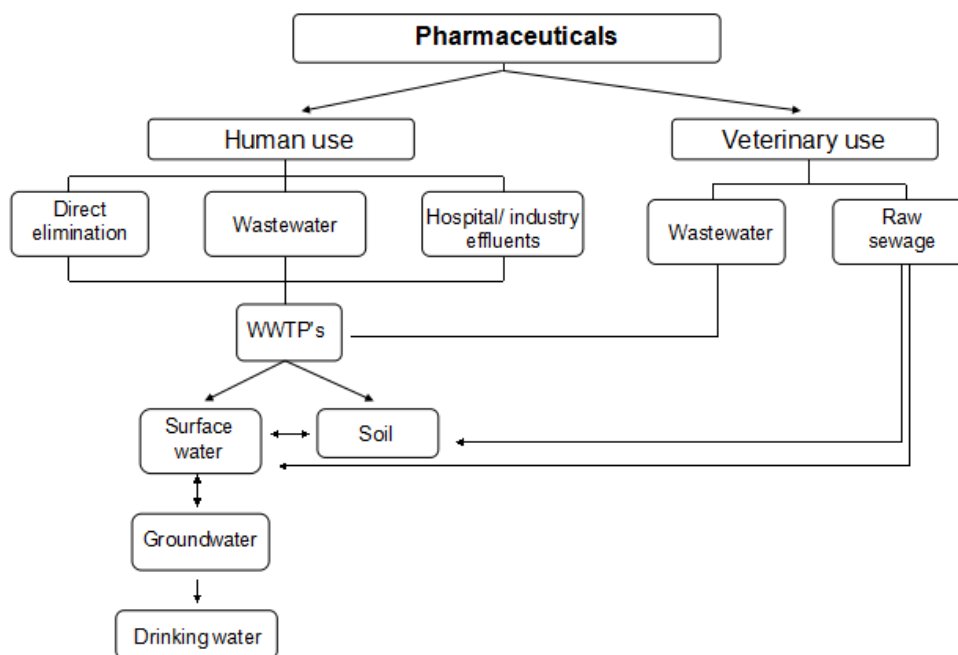 Pharmaceuticals
Human use
Veterinary use
Direct
elimination
Wastewater
Hospital/ industry
effluents
Wastewater
Raw
sewage
WWTP's
Surface
water
Soil
Groundwater
Drinking water